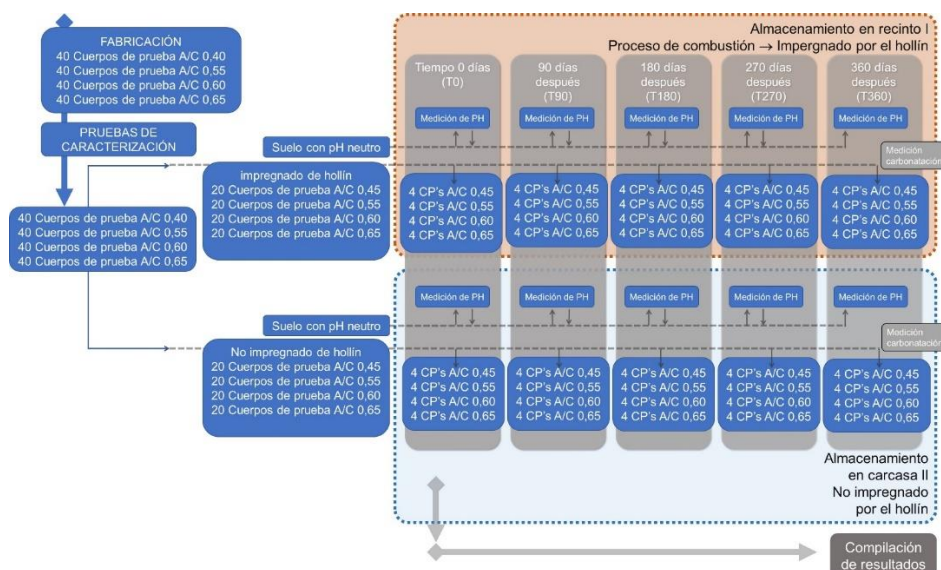 FABRICACIÓN
40 Cuerpos de prueba A/C 0,40
40 Cuerpos de prueba A/C 0,55
40 Cuerpos de prueba A/C 0,60
40 Cuerpos de prueba A/C 0,65
PRUEBAS DE
CARACTERIZACIÓN
40 Cuerpos de prueba A/C 0,40
40 Cuerpos de prueba A/C 0,55
40 Cuerpos de prueba A/C 0,60
40 Cuerpos de prueba A/C 0,65
Almacenamiento en recinto I
Proceso de combustión → Impergnado por el hollín
Tiempo 0 días
(T0)
90 días
después
(T90)
180 días
después
(T180)
270 días
después
(T270)
360 días
después
(T360)
Medición de PH
Medición de PH
Medición de PH
Medición de PH
Medición de PH
Suelo con pH neutro
Medición
carbonatación
impregnado de hollín
20 Cuerpos de prueba A/C 0,45
20 Cuerpos de prueba A/C 0,55
20 Cuerpos de prueba A/C 0,60
20 Cuerpos de prueba A/C 0,65
4 CP's A/C 0,45
4 CP's A/C 0,55
4 CP's A/C 0,60
4 CP's A/C 0,65
4 CP's A/C 0,45
4 CP's A/C 0,55
4 CP's A/C 0,60
4 CP's A/C 0,65
4 CP's A/C 0,45
4 CP's A/C 0,55
4 CP's A/C 0,60
4 CP's A/C 0,65
4 CP's A/C 0,45
4 CP's A/C 0,55
4 CP's A/C 0,60
4 CP's A/C 0,65
4 CP's A/C 0,45
4 CP's A/C 0,55
4 CP's A/C 0,60
4 CP's A/C 0,65
Medición de PH
Medición de PH
Medición de PH
Medición de PH
Medición de PH
Suelo con pH neutro
Medición
carbonatación
No impregnado de hollín
20 Cuerpos de prueba A/C 0,45
20 Cuerpos de prueba A/C 0,55
20 Cuerpos de prueba A/C 0,60
20 Cuerpos de prueba A/C 0,65
4 CP's A/C 0,45
4 CP's A/C 0,55
4 CP's A/C 0,60
4 CP's A/C 0,65
4 CP's A/C 0,45
4 CP's A/C 0,55
4 CP's A/C 0,60
4 CP's A/C 0,65
4 CP's A/C 0,45
4 CP's A/C 0,55
4 CP's A/C 0,60
4 CP's A/C 0,65
4 CP's A/C 0,45
4 CP's A/C 0,55
4 CP's A/C 0,60
4 CP's A/C 0,65
4 CP's A/C 0,45
4 CP's A/C 0,55
4 CP's A/C 0,60
4 CP's A/C 0,65
Almacenamiento
en carcasa II
No impregnado
por el hollín
Compilación
de resultados